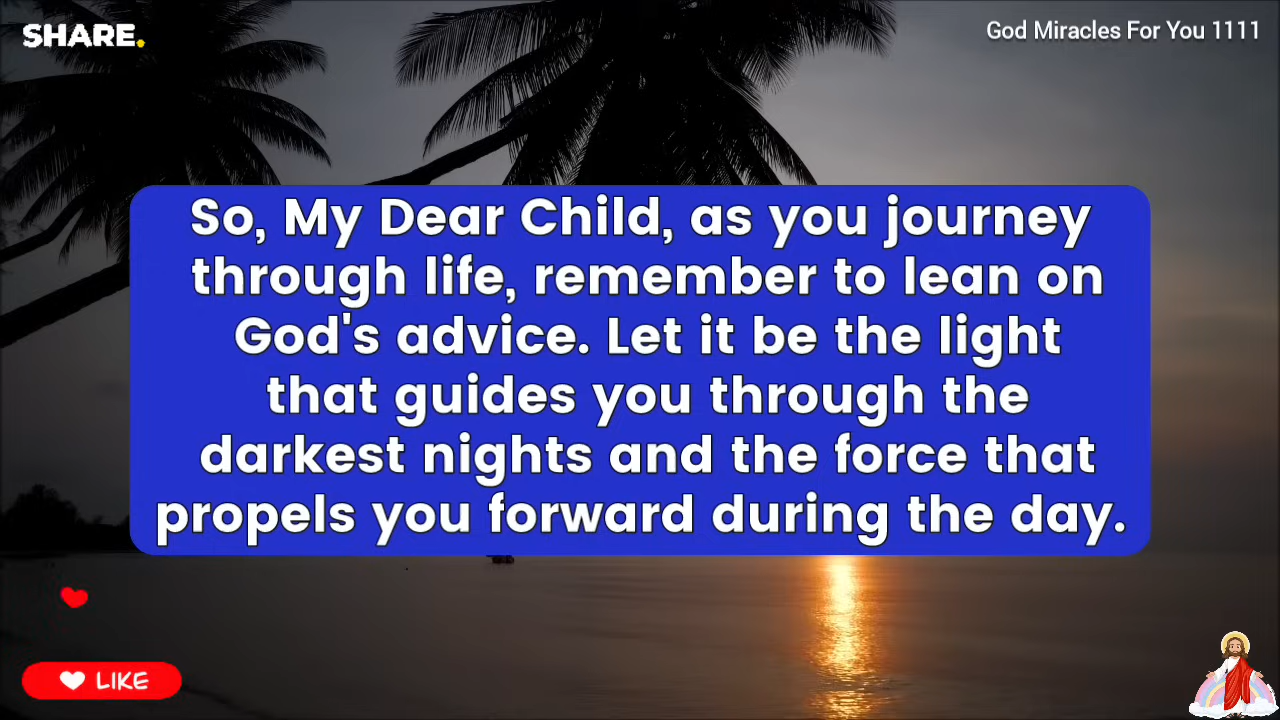 SHARE.
God Miracles For You 1111
So, My Dear Child, as you journey
through life, remember to lean on
God's advice. Let it be the light
that guides you through the
darkest nights and the force that
propels you forward during the day.
LIKE